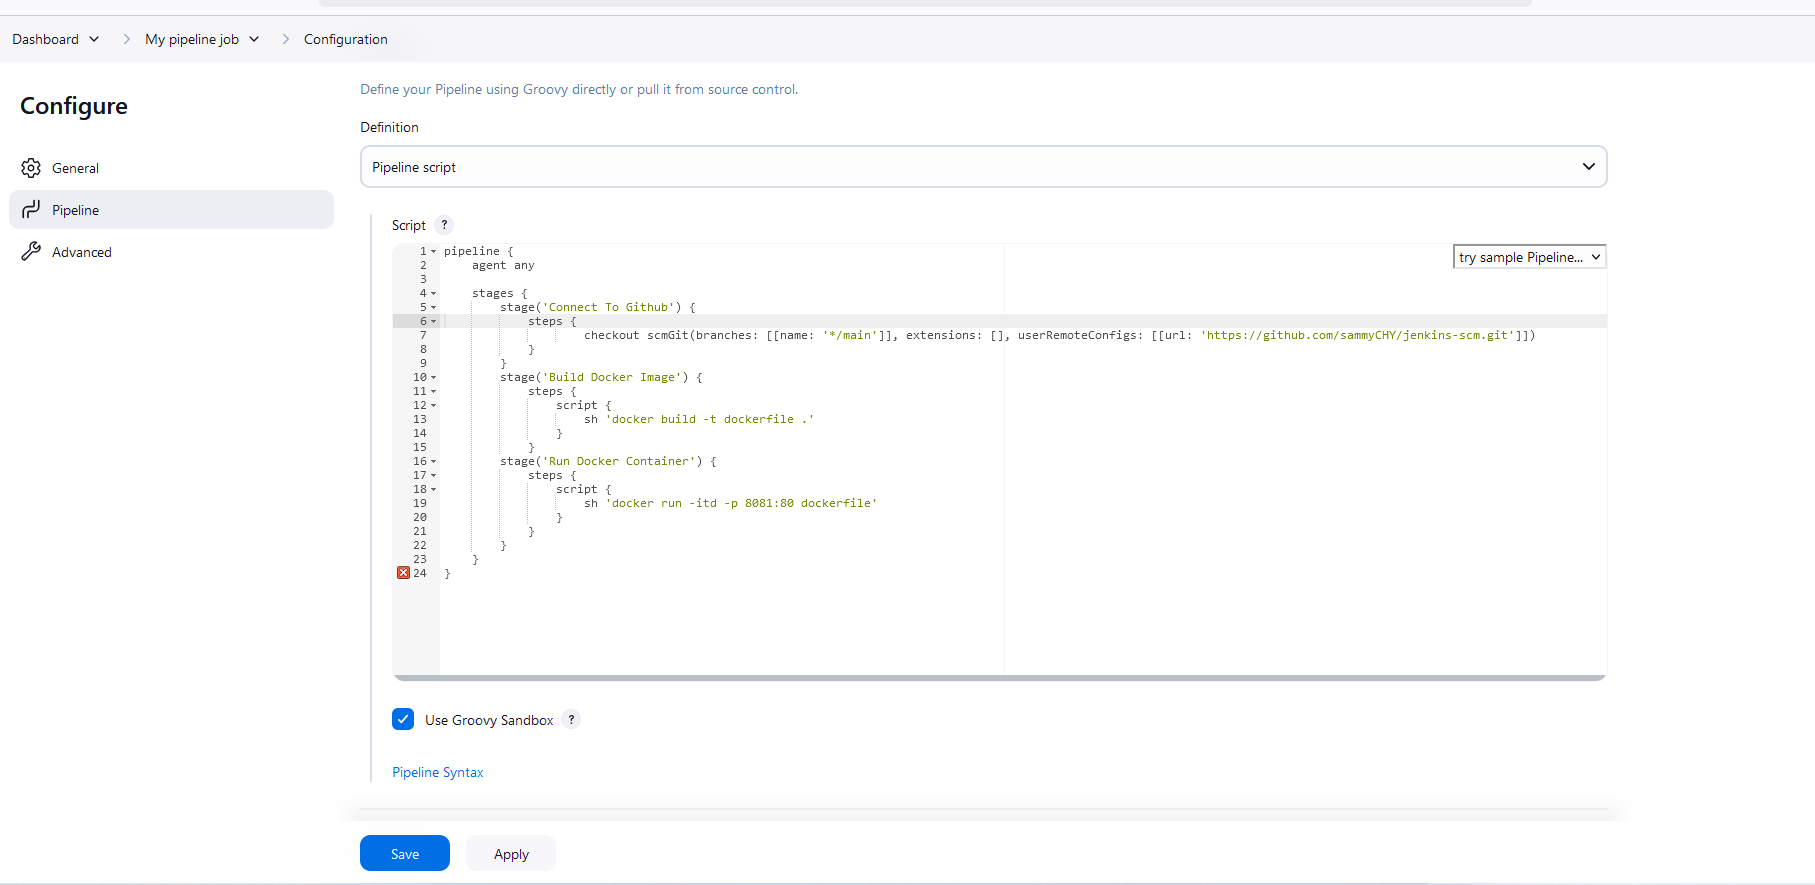 Dashboard
My pipeline job
Configuration
Configure
General
Pipeline
Advanced
Define your Pipeline using Groovy directly or pull it from source control.
Definition
Pipeline script
Script ?
try sample Pipeline...
1 pipeline {
2     agent any
3
4     stages {
5         stage('Connect To Github') {
6             steps {
7                     checkout scmGit(branches: [[name: '*/main']], extensions: [], userRemoteConfigs: [[url: 'https://github.com/sammyCHY/jenkins-scm.git']])
8             }
9         }
10         stage('Build Docker Image') {
11             steps {
12                 script {
13                     sh 'docker build -t dockerfile .'
14                 }
15             }
16         stage('Run Docker Container') {
17             steps {
18                 script {
19                     sh 'docker run -itd -p 8081:80 dockerfile'
20                 }
21             }
22         }
23     }
24 }
Use Groovy Sandbox ?
Pipeline Syntax
Save
Apply